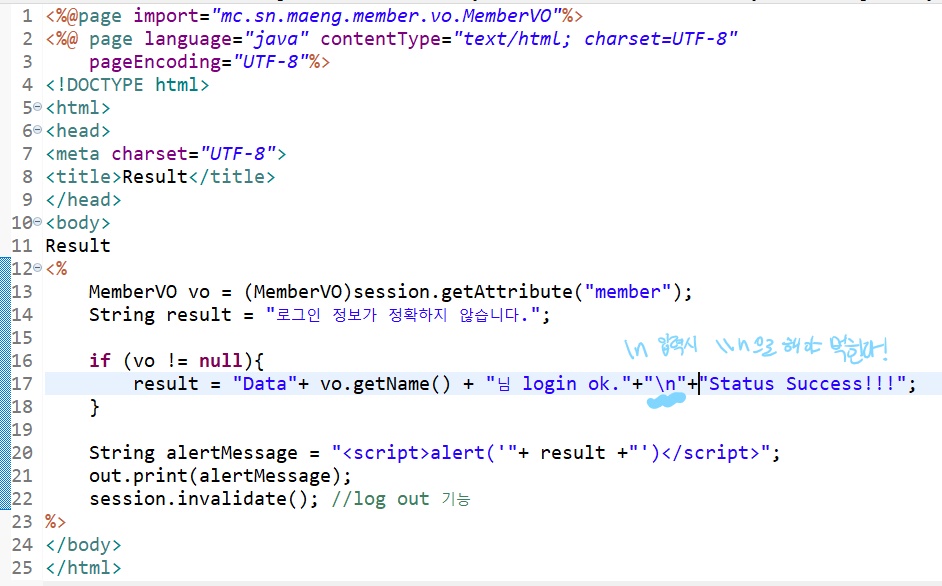 1 <%@page import="mc.sn.maeng.member.vo.MemberVO"%>
2 <%@ page language="java" contentType="text/html; charset=UTF-8"
3     pageEncoding="UTF-8"%>
4 <!DOCTYPE html>
5 <html>
6 <head>
7 <meta charset="UTF-8">
8 <title>Result</title>
9 </head>
10 <body>
11 Result
12 <%
13     MemberVO vo = (MemberVO)session.getAttribute("member");
14     String result = "로그인 정보가 정확하지 않습니다.";
15
\n 입력시 \\n으로 해야 먹힌다!
16     if (vo != null){
17         result = "Data"+ vo.getName() + "님 login ok."+"\n"+"Status Success!!!";
18     }
19
20     String alertMessage = "<script>alert('"+ result +"')</script>";
21     out.print(alertMessage);
22     session.invalidate(); //log out 기능
23 %>
24 </body>
25 </html>